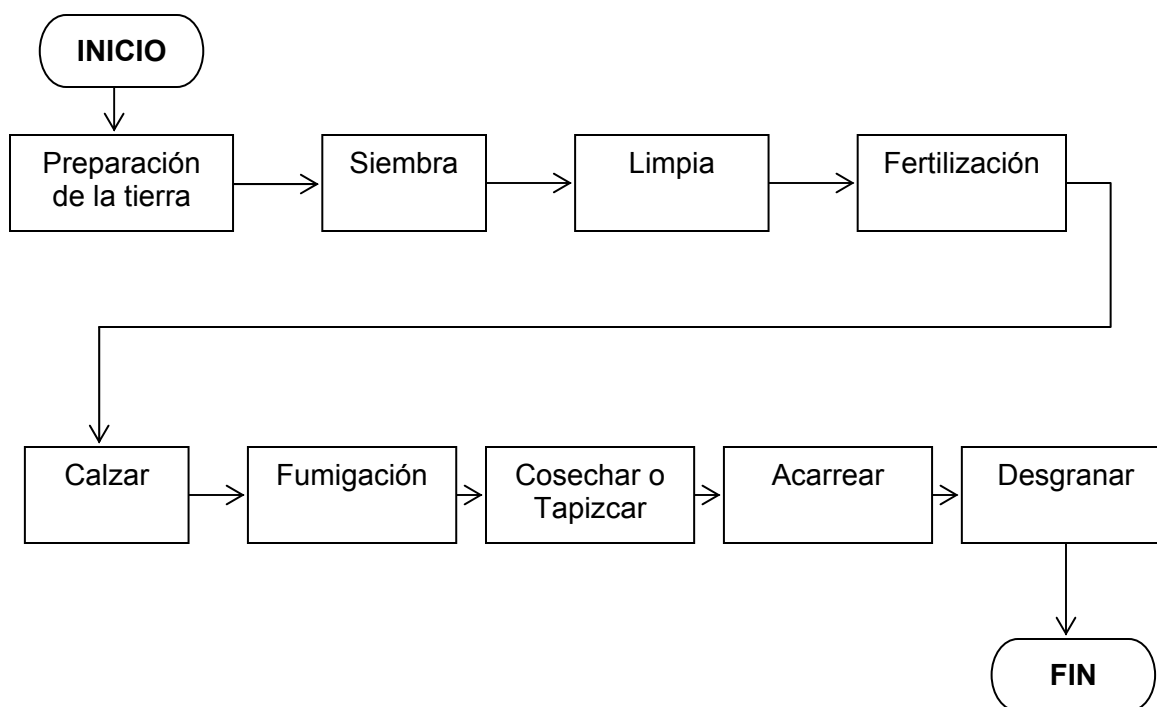 INICIO
Preparación
de la tierra
Siembra
Limpia
Fertilización
Calzar
Fumigación
Cosechar o
Tapizcar
Acarrear
Desgranar
FIN